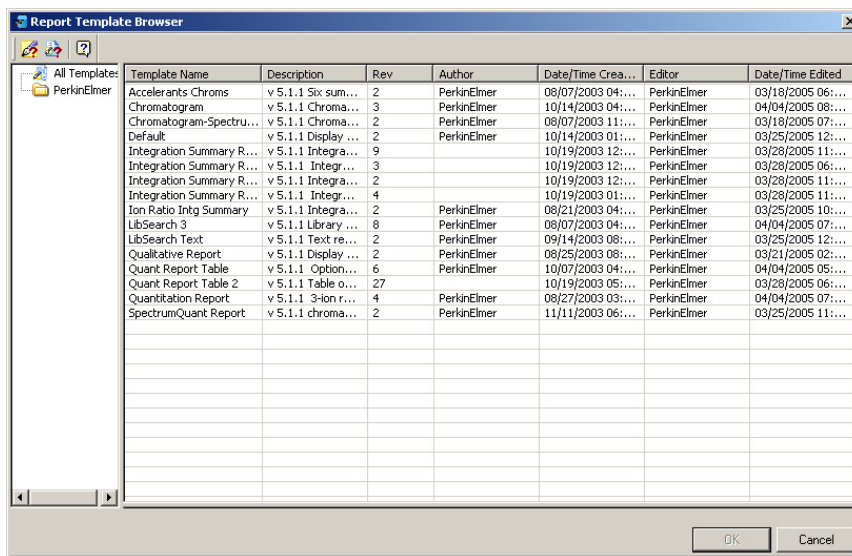 Report Template Browser
All Templates
PerkinElmer
Template Name Description Rev Author Date/Time Crea... Editor Date/Time Edited
Accelerants Chroms v 5.1.1 Six sum... 2 PerkinElmer 08/07/2003 04:... PerkinElmer 03/18/2005 06:...
Chromatogram v 5.1.1 Chroma... 3 PerkinElmer 10/14/2003 04:... PerkinElmer 04/04/2005 08:...
Chromatogram-Spectru... v 5.1.1 Chroma... 2 PerkinElmer 08/07/2003 11:... PerkinElmer 03/18/2005 07:...
Default v 5.1.1 Display ... 2 PerkinElmer 10/14/2003 01:... PerkinElmer 03/25/2005 12:...
Integration Summary R... v 5.1.1 Integra... 9 10/19/2003 12:... PerkinElmer 03/28/2005 11:...
Integration Summary R... v 5.1.1 Integr... 3 10/19/2003 12:... PerkinElmer 03/28/2005 06:...
Integration Summary R... v 5.1.1 Integra... 2 10/19/2003 12:... PerkinElmer 03/28/2005 11:...
Integration Summary R... v 5.1.1 Integr... 4 10/19/2003 01:... PerkinElmer 03/28/2005 11:...
Ion Ratio Intg Summary v 5.1.1 Integra... 2 PerkinElmer 08/21/2003 04:... PerkinElmer 03/25/2005 10:...
LibSearch 3 v 5.1.1 Library ... 8 PerkinElmer 08/07/2003 04:... PerkinElmer 04/04/2005 07:...
LibSearch Text v 5.1.1 Text re... 2 PerkinElmer 09/14/2003 08:... PerkinElmer 03/25/2005 12:...
Qualitative Report v 5.1.1 Display ... 2 PerkinElmer 08/25/2003 08:... PerkinElmer 03/21/2005 02:...
Quant Report Table v 5.1.1 Option... 6 PerkinElmer 10/07/2003 04:... PerkinElmer 04/04/2005 05:...
Quant Report Table 2 v 5.1.1 Table o... 27 10/19/2003 05:... PerkinElmer 03/28/2005 06:...
Quantitation Report v 5.1.1 3-ion r... 4 PerkinElmer 08/27/2003 03:... PerkinElmer 04/04/2005 07:...
SpectrumQuant Report v 5.1.1 chroma... 2 PerkinElmer 11/11/2003 06:... PerkinElmer 03/25/2005 11:...
OK Cancel